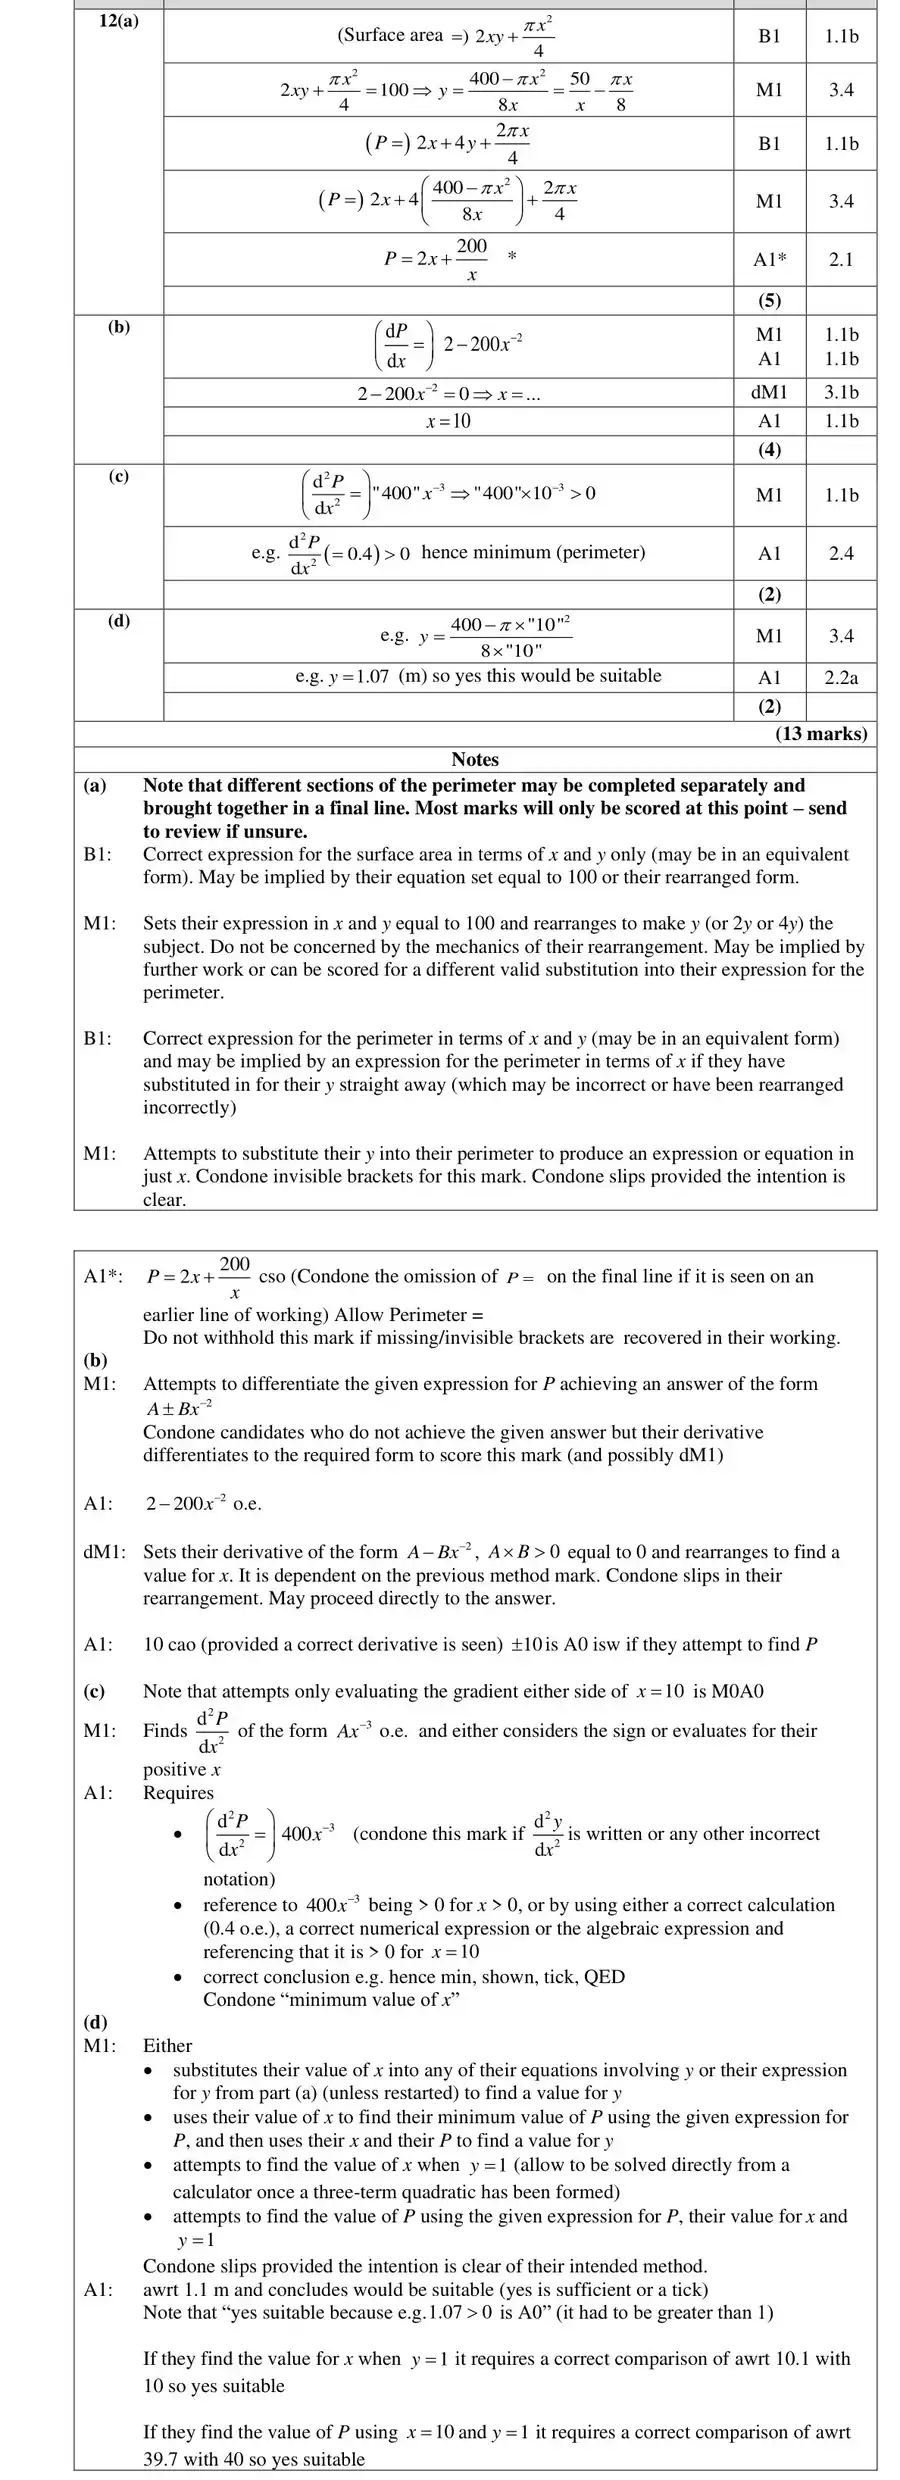 12(a)
(Surface area =) 2xy + πx²/4 B1 1.1b
2xy + πx²/4 = 100 ⇒ y = (400 − πx²)/8x = 50/x − πx/8 M1 3.4
(P =) 2x + 4y + 2πx/4 B1 1.1b
(P =) 2x + 4((400 − πx²)/8x) + 2πx/4 M1 3.4
P = 2x + 200/x * A1* 2.1
(5)
(b) (dP/dx =) 2 − 200x⁻² M1 1.1b
A1 1.1b
2 − 200x⁻² = 0 ⇒ x = ... dM1 3.1b
x = 10 A1 1.1b
(4)
(c) (d²P/dx² =) "400"x⁻³ ⇒ "400"×10⁻³ > 0 M1 1.1b
e.g. d²P/dx² (= 0.4) > 0 hence minimum (perimeter) A1 2.4
(2)
(d) e.g. y = (400 − π × "10"²)/(8 × "10") M1 3.4
e.g. y = 1.07 (m) so yes this would be suitable A1 2.2a
(2)
(13 marks)
Notes
(a) Note that different sections of the perimeter may be completed separately and
brought together in a final line. Most marks will only be scored at this point – send
to review if unsure.
B1: Correct expression for the surface area in terms of x and y only (may be in an equivalent
form). May be implied by their equation set equal to 100 or their rearranged form.
M1: Sets their expression in x and y equal to 100 and rearranges to make y (or 2y or 4y) the
subject. Do not be concerned by the mechanics of their rearrangement. May be implied by
further work or can be scored for a different valid substitution into their expression for the
perimeter.
B1: Correct expression for the perimeter in terms of x and y (may be in an equivalent form)
and may be implied by an expression for the perimeter in terms of x if they have
substituted in for their y straight away (which may be incorrect or have been rearranged
incorrectly)
M1: Attempts to substitute their y into their perimeter to produce an expression or equation in
just x. Condone invisible brackets for this mark. Condone slips provided the intention is
clear.
A1*: P = 2x + 200/x cso (Condone the omission of P = on the final line if it is seen on an
earlier line of working) Allow Perimeter =
Do not withhold this mark if missing/invisible brackets are recovered in their working.
(b)
M1: Attempts to differentiate the given expression for P achieving an answer of the form
A ± Bx⁻²
Condone candidates who do not achieve the given answer but their derivative
differentiates to the required form to score this mark (and possibly dM1)
A1: 2 − 200x⁻² o.e.
dM1: Sets their derivative of the form A − Bx⁻², A × B > 0 equal to 0 and rearranges to find a
value for x. It is dependent on the previous method mark. Condone slips in their
rearrangement. May proceed directly to the answer.
A1: 10 cao (provided a correct derivative is seen) ±10 is A0 isw if they attempt to find P
(c) Note that attempts only evaluating the gradient either side of x = 10 is M0A0
M1: Finds d²P/dx² of the form Ax⁻³ o.e. and either considers the sign or evaluates for their
positive x
A1: Requires
• (d²P/dx² =) 400x⁻³ (condone this mark if d²y/dx² is written or any other incorrect
notation)
• reference to 400x⁻³ being > 0 for x > 0, or by using either a correct calculation
(0.4 o.e.), a correct numerical expression or the algebraic expression and
referencing that it is > 0 for x = 10
• correct conclusion e.g. hence min, shown, tick, QED
Condone “minimum value of x”
(d)
M1: Either
• substitutes their value of x into any of their equations involving y or their expression
for y from part (a) (unless restarted) to find a value for y
• uses their value of x to find their minimum value of P using the given expression for
P, and then uses their x and their P to find a value for y
• attempts to find the value of x when y = 1 (allow to be solved directly from a
calculator once a three-term quadratic has been formed)
• attempts to find the value of P using the given expression for P, their value for x and
y = 1
Condone slips provided the intention is clear of their intended method.
A1: awrt 1.1 m and concludes would be suitable (yes is sufficient or a tick)
Note that “yes suitable because e.g. 1.07 > 0 is A0” (it had to be greater than 1)
If they find the value for x when y = 1 it requires a correct comparison of awrt 10.1 with
10 so yes suitable
If they find the value of P using x = 10 and y = 1 it requires a correct comparison of awrt
39.7 with 40 so yes suitable